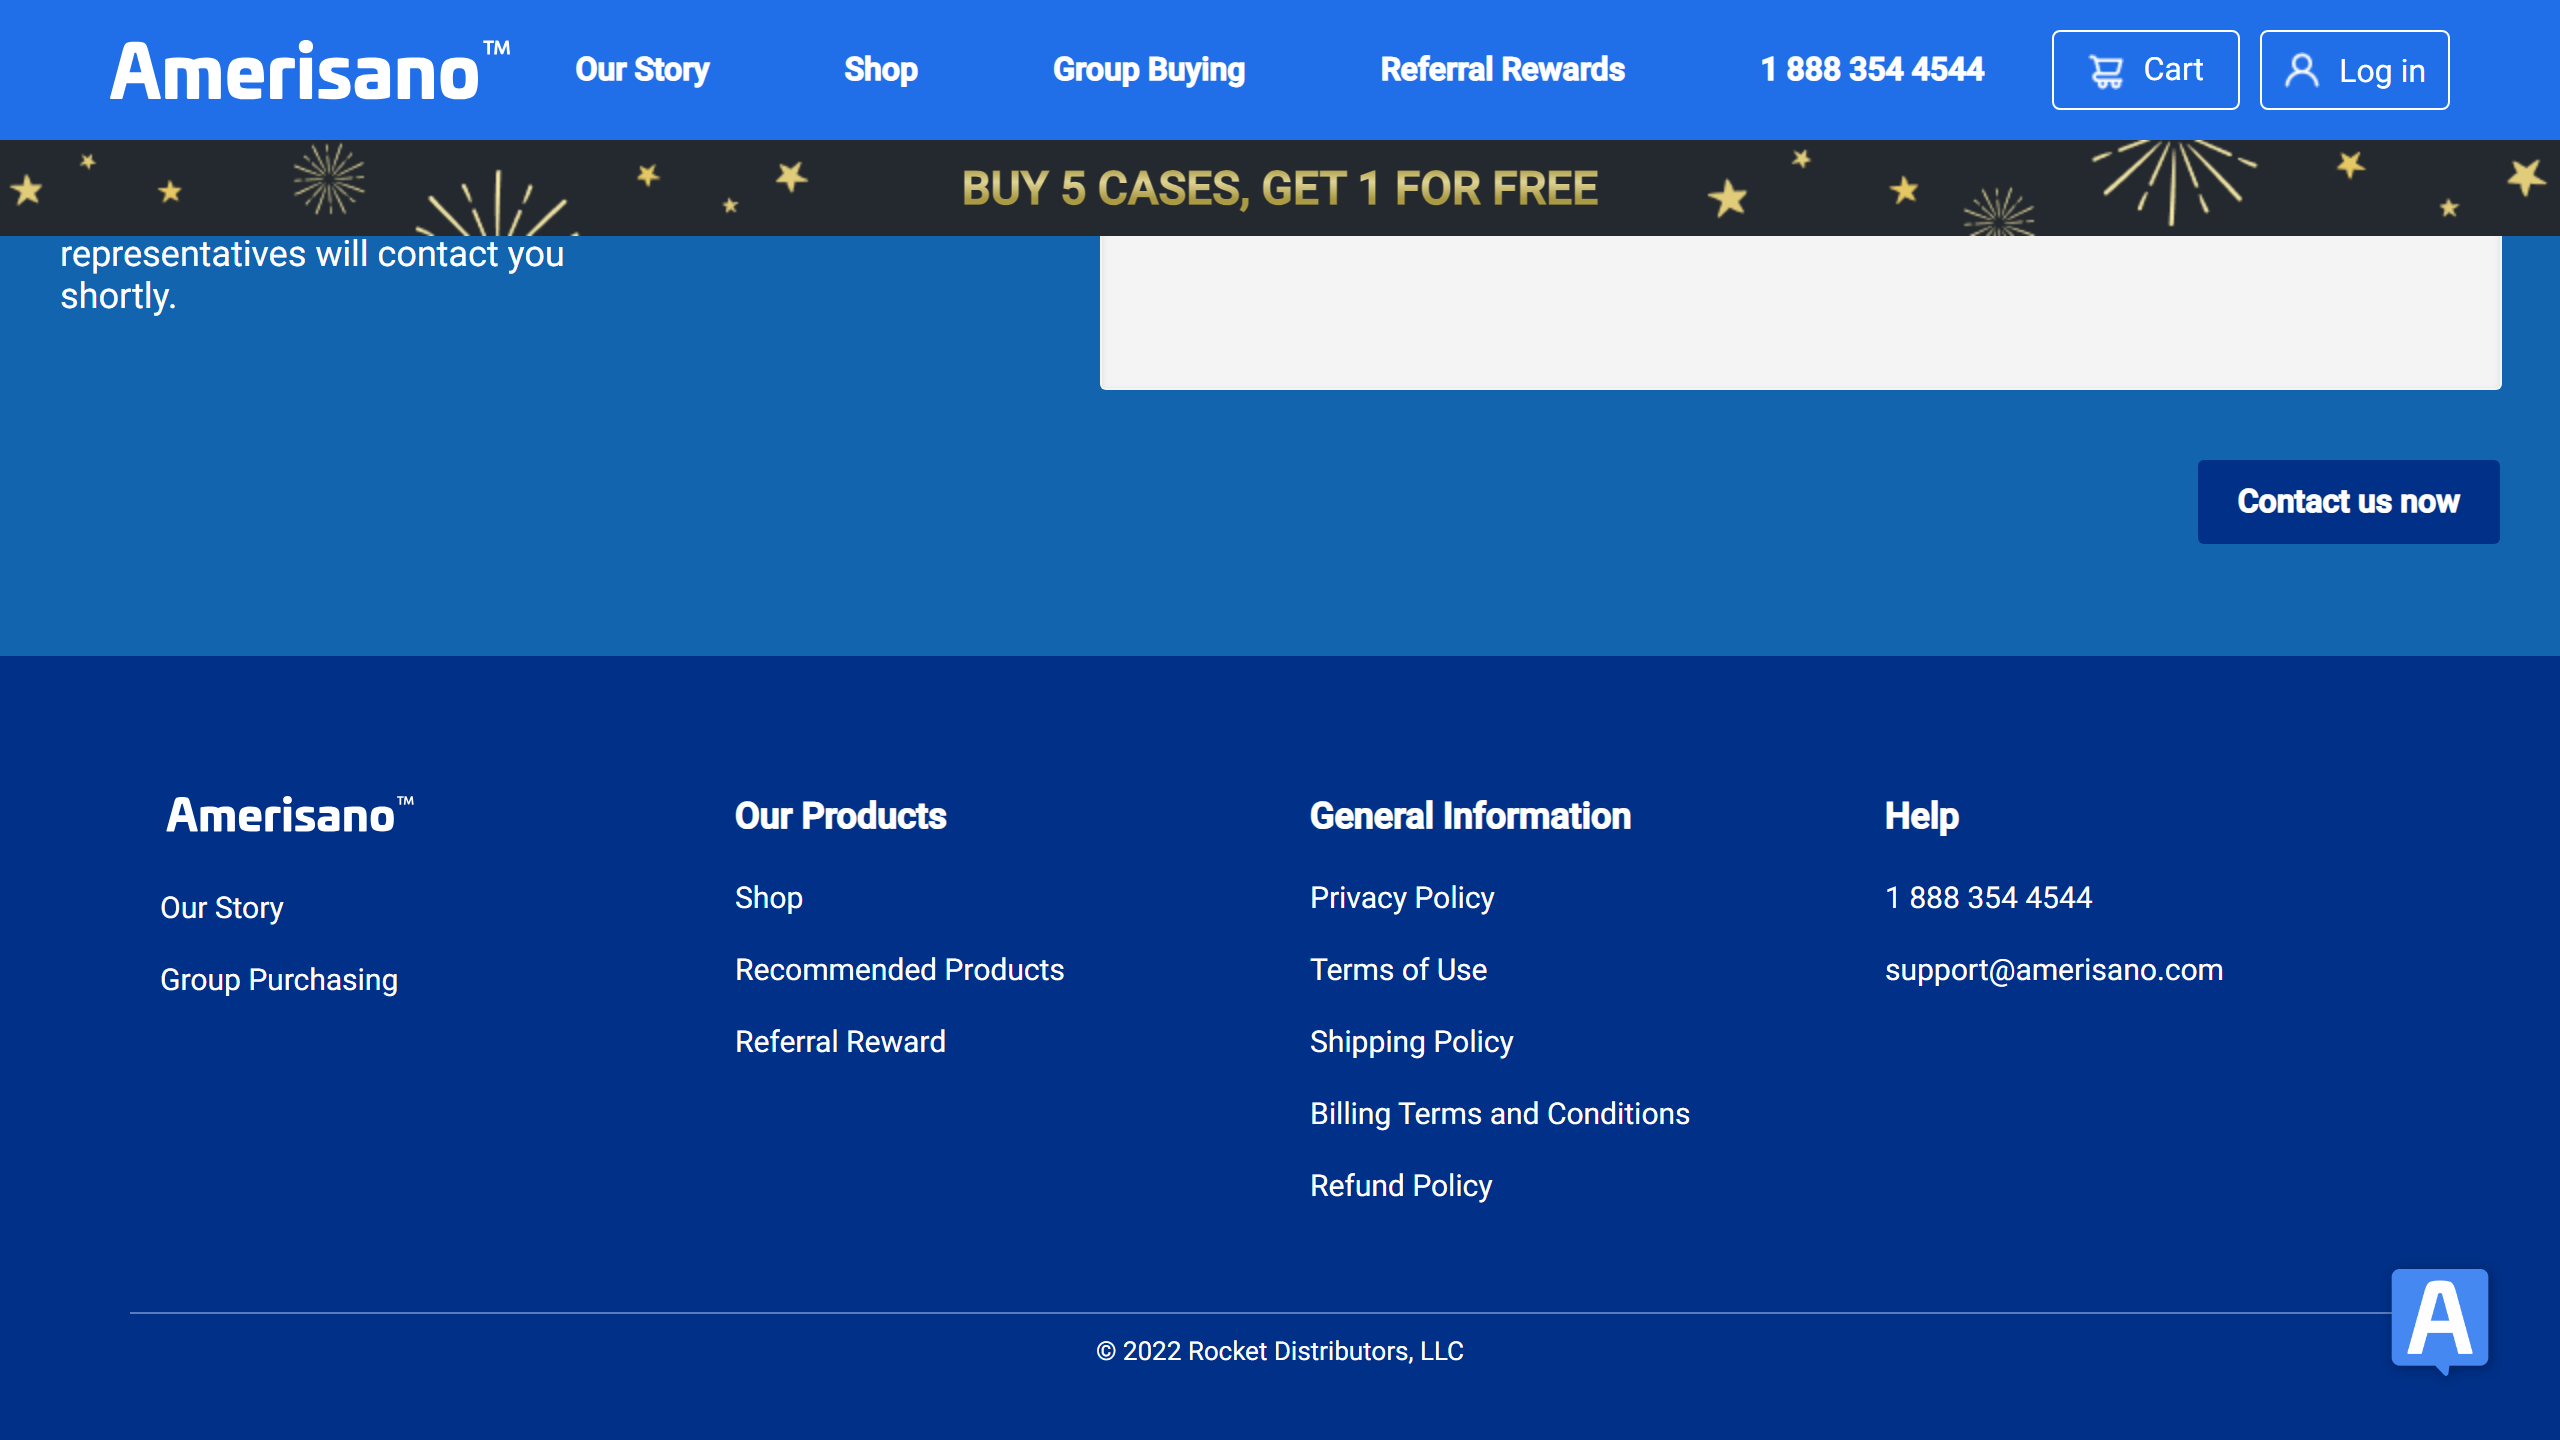 Amerisano™
Our Story
Shop
Group Buying
Referral Rewards
1 888 354 4544
Cart
Log in
BUY 5 CASES, GET 1 FOR FREE
representatives will contact you
shortly.
Contact us now
Amerisano™
Our Story
Group Purchasing
Our Products
Shop
Recommended Products
Referral Reward
General Information
Privacy Policy
Terms of Use
Shipping Policy
Billing Terms and Conditions
Refund Policy
Help
1 888 354 4544
support@amerisano.com
A
© 2022 Rocket Distributors, LLC